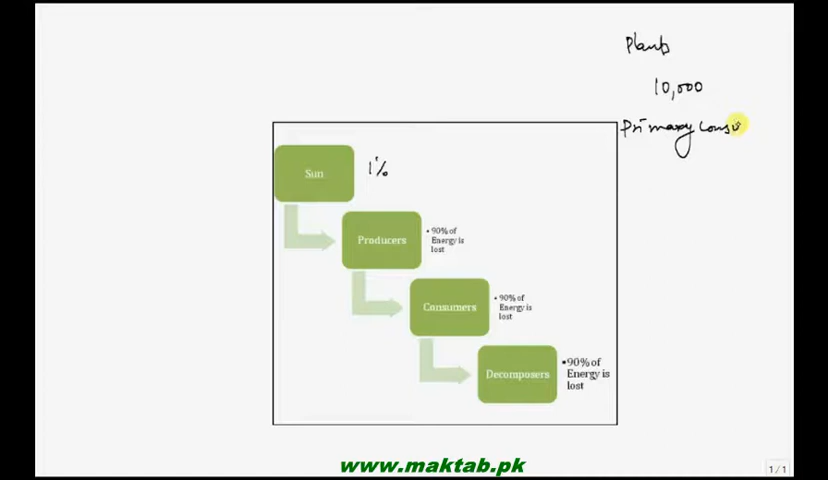 Plants
10,000
Primary consu
Sun
1%
Producers
• 90% of
Energy is
lost
Consumers
• 90% of
Energy is
lost
Decomposers
•90% of
Energy is
lost
www.maktab.pk
1/1